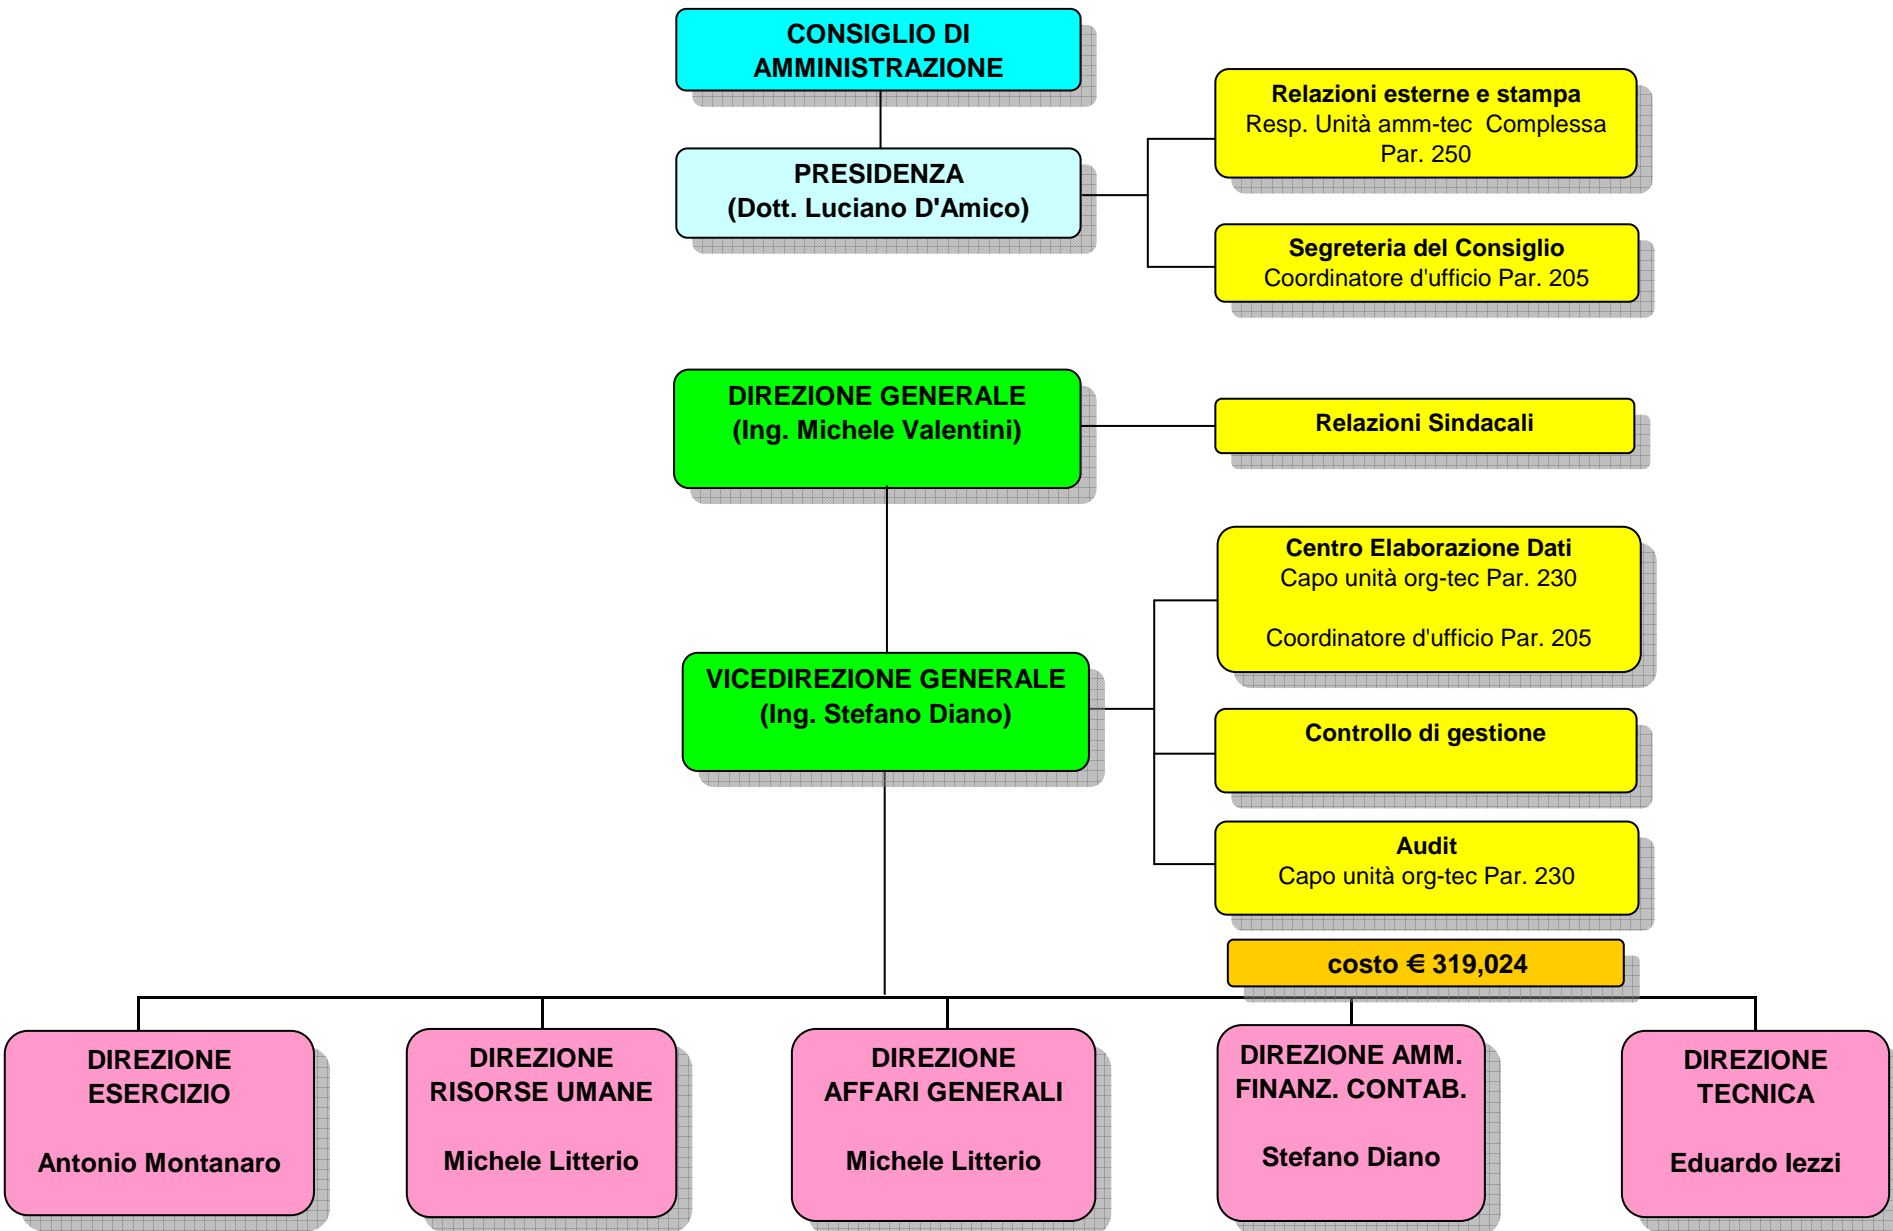 CONSIGLIO DI
AMMINISTRAZIONE
Relazioni esterne e stampa
Resp. Unità amm-tec Complessa
Par. 250
PRESIDENZA
(Dott. Luciano D'Amico)
Segreteria del Consiglio
Coordinatore d'ufficio Par. 205
DIREZIONE GENERALE
(Ing. Michele Valentini)
Relazioni Sindacali
Centro Elaborazione Dati
Capo unità org-tec Par. 230
Coordinatore d'ufficio Par. 205
VICEDIREZIONE GENERALE
(Ing. Stefano Diano)
Controllo di gestione
Audit
Capo unità org-tec Par. 230
costo € 319,024
DIREZIONE
ESERCIZIO
Antonio Montanaro
DIREZIONE
RISORSE UMANE
Michele Litterio
DIREZIONE
AFFARI GENERALI
Michele Litterio
DIREZIONE AMM.
FINANZ. CONTAB.
Stefano Diano
DIREZIONE
TECNICA
Eduardo Iezzi